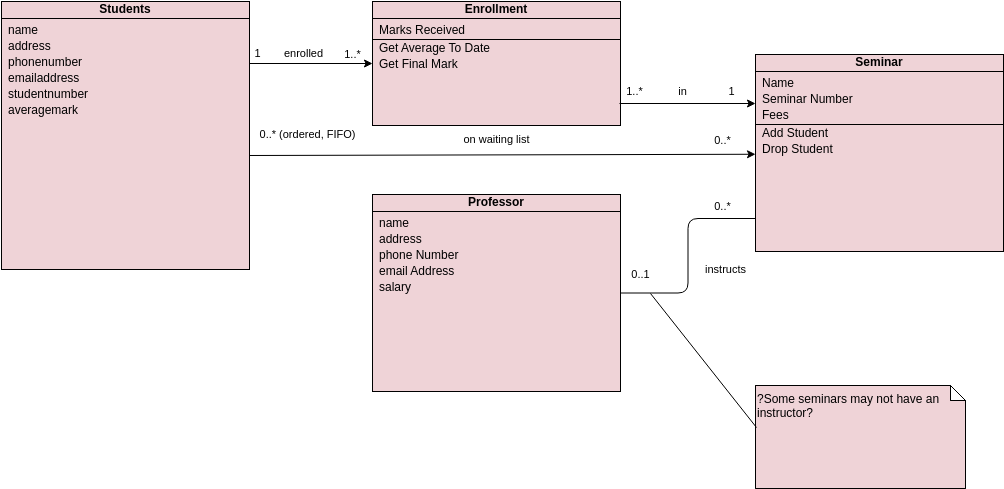 Students
name
address
phonenumber
emailaddress
studentnumber
averagemark
1
enrolled
1..*
Enrollment
Marks Received
Get Average To Date
Get Final Mark
1..*
in
1
Seminar
Name
Seminar Number
Fees
Add Student
Drop Student
0..* (ordered, FIFO)
on waiting list
0..*
Professor
name
address
phone Number
email Address
salary
0..1
instructs
0..*
?Some seminars may not have an
instructor?